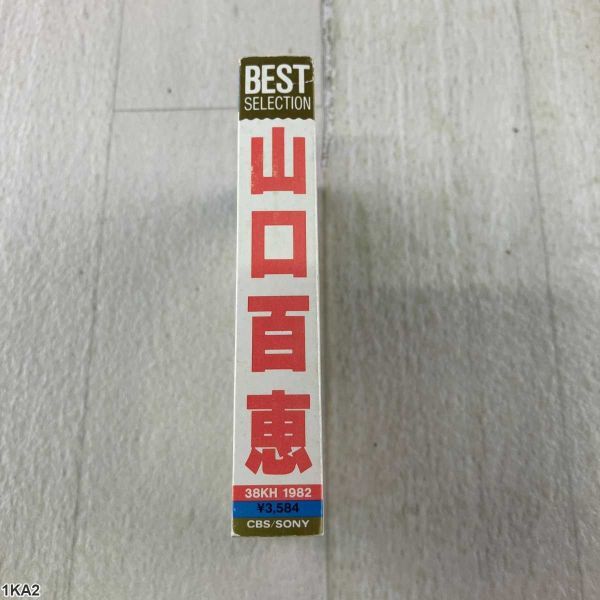 BEST
SELECTION
山口百恵
38KH 1982
¥3,584
CBS/SONY
1KA2